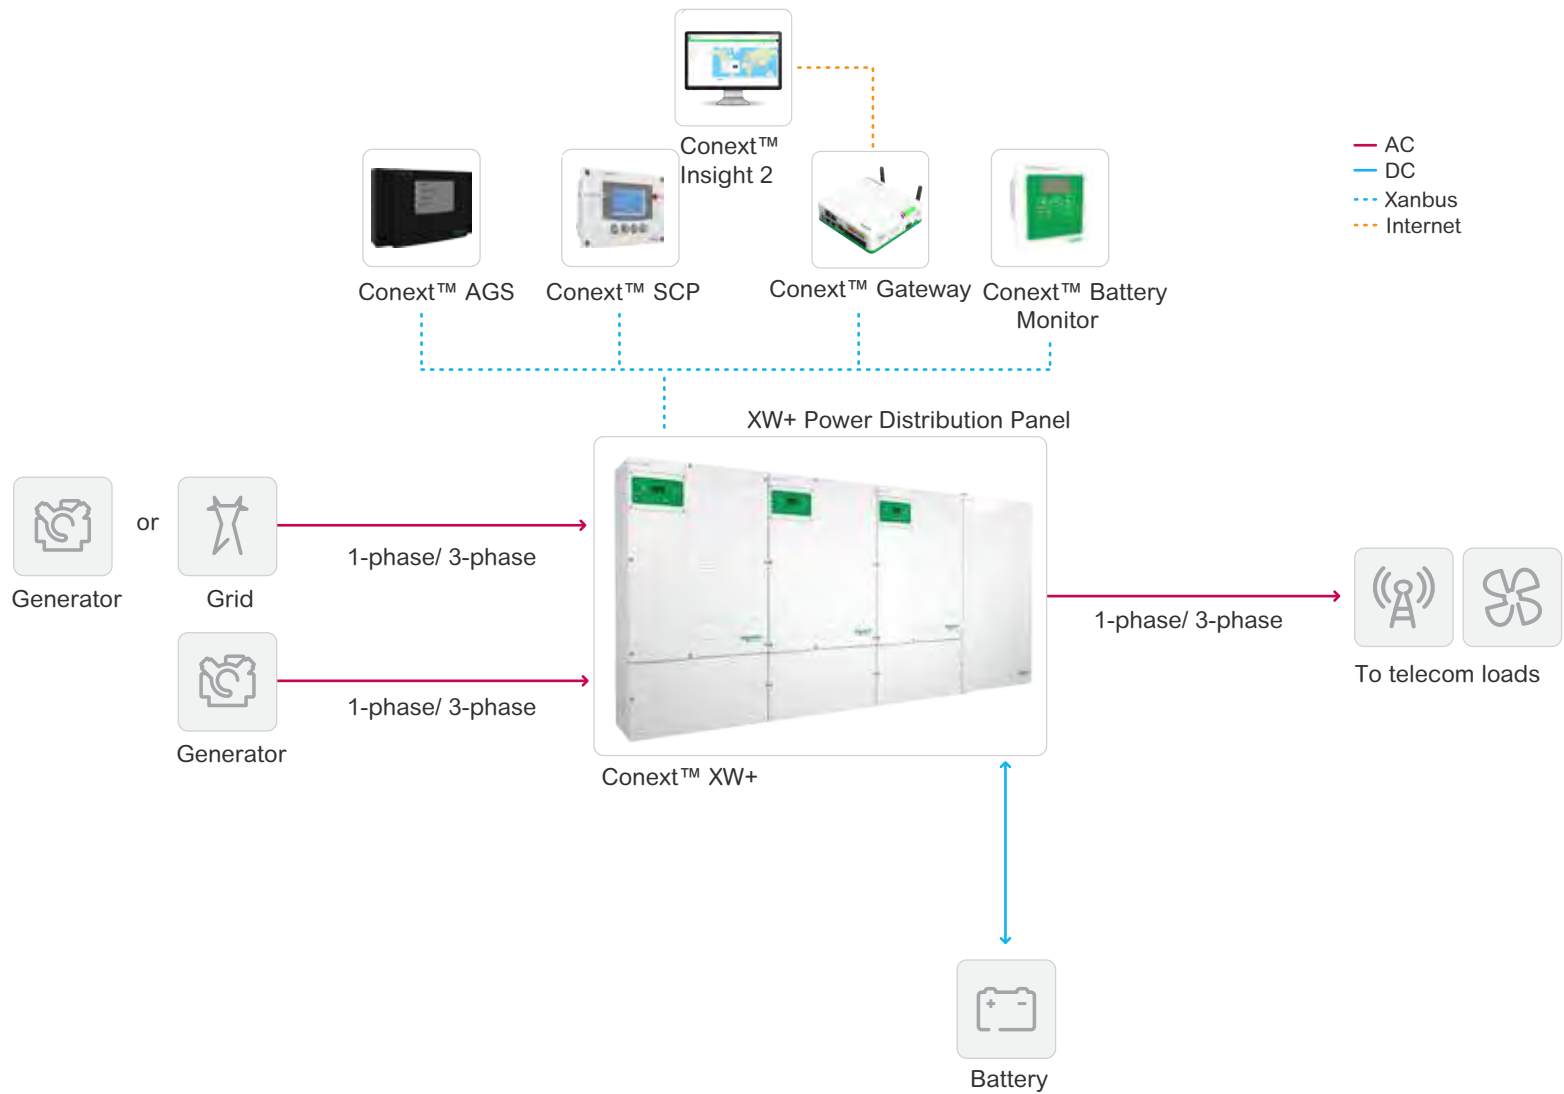 Conext™
Insight 2
AC
DC
Xanbus
Internet
Conext™ AGS
Conext™ SCP
Conext™ Gateway
Conext™ Battery
Monitor
XW+ Power Distribution Panel
or
1-phase/ 3-phase
Generator
Grid
1-phase/ 3-phase
To telecom loads
1-phase/ 3-phase
Generator
Conext™ XW+
Battery